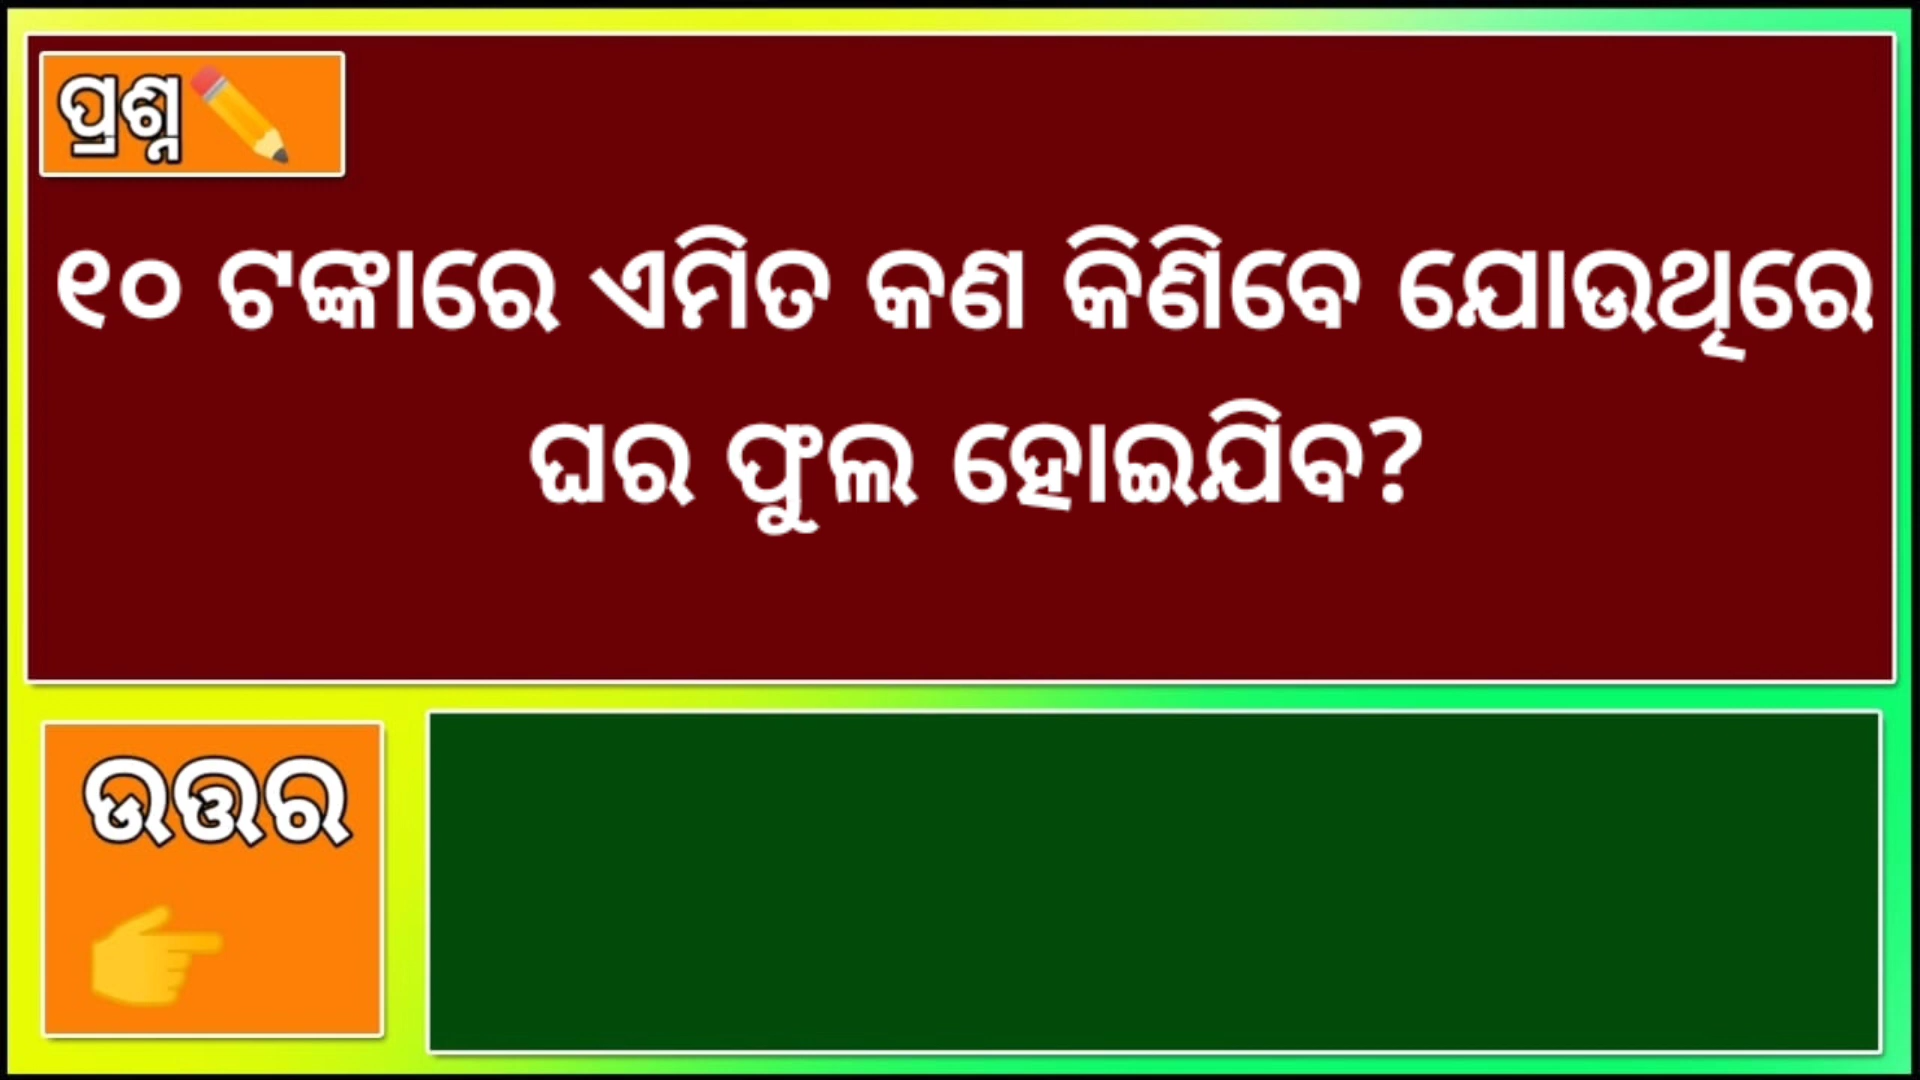 ପ୍ରଶ୍ନ
୧୦ ଟଙ୍କାରେ ଏମିତ କଣ କିଣିବେ ଯୋଉଥିରେ
ଘର ଫୁଲ ହୋଇଯିବ?
ଉତ୍ତର